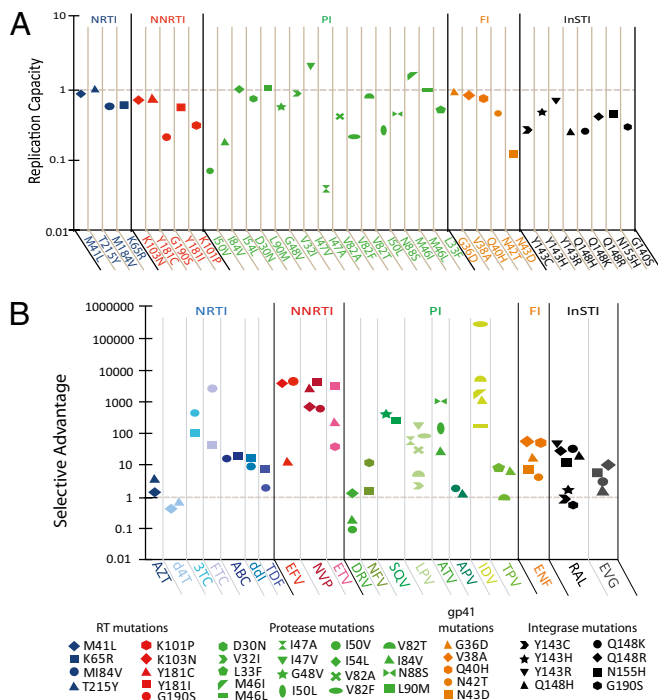 A
NRTI NNRTI PI FI InSTI
Replication Capacity
10
1
0.1
0.01
M41L T215Y M184V K65R K103N Y181C G190S Y181I K101P I50V I84V I54L D30N L90M G48V V32I I47V I47A V82A V82F V82T I50L N88S M46I M46L L33F G36D V38A Q40H N42T N43D Y143C Y143H Y143R Q148H Q148K Q148R N155H G140S
B
NRTI NNRTI PI FI InSTI
Selective Advantage
1000000
100000
10000
1000
100
10
1
0.1
0.01
AZT d4T 3TC FTC ABC ddI TDF EFV NVP ETV DRV NFV SQV LPV ATV APV IDV TPV ENF RAL EVG
RT mutations
M41L
K65R
MI84V
T215Y
K101P
K103N
Y181C
Y181I
G190S
Protease mutations
D30N
V32I
L33F
M46I
M46L
I47A
I47V
G48V
I50L
I50V
I54L
V82A
V82F
V82T
I84V
N88S
L90M
gp41
mutations
G36D
V38A
Q40H
N42T
N43D
Integrase mutations
Y143C
Y143H
Y143R
Q148H
Q148K
Q148R
N155H
G190S